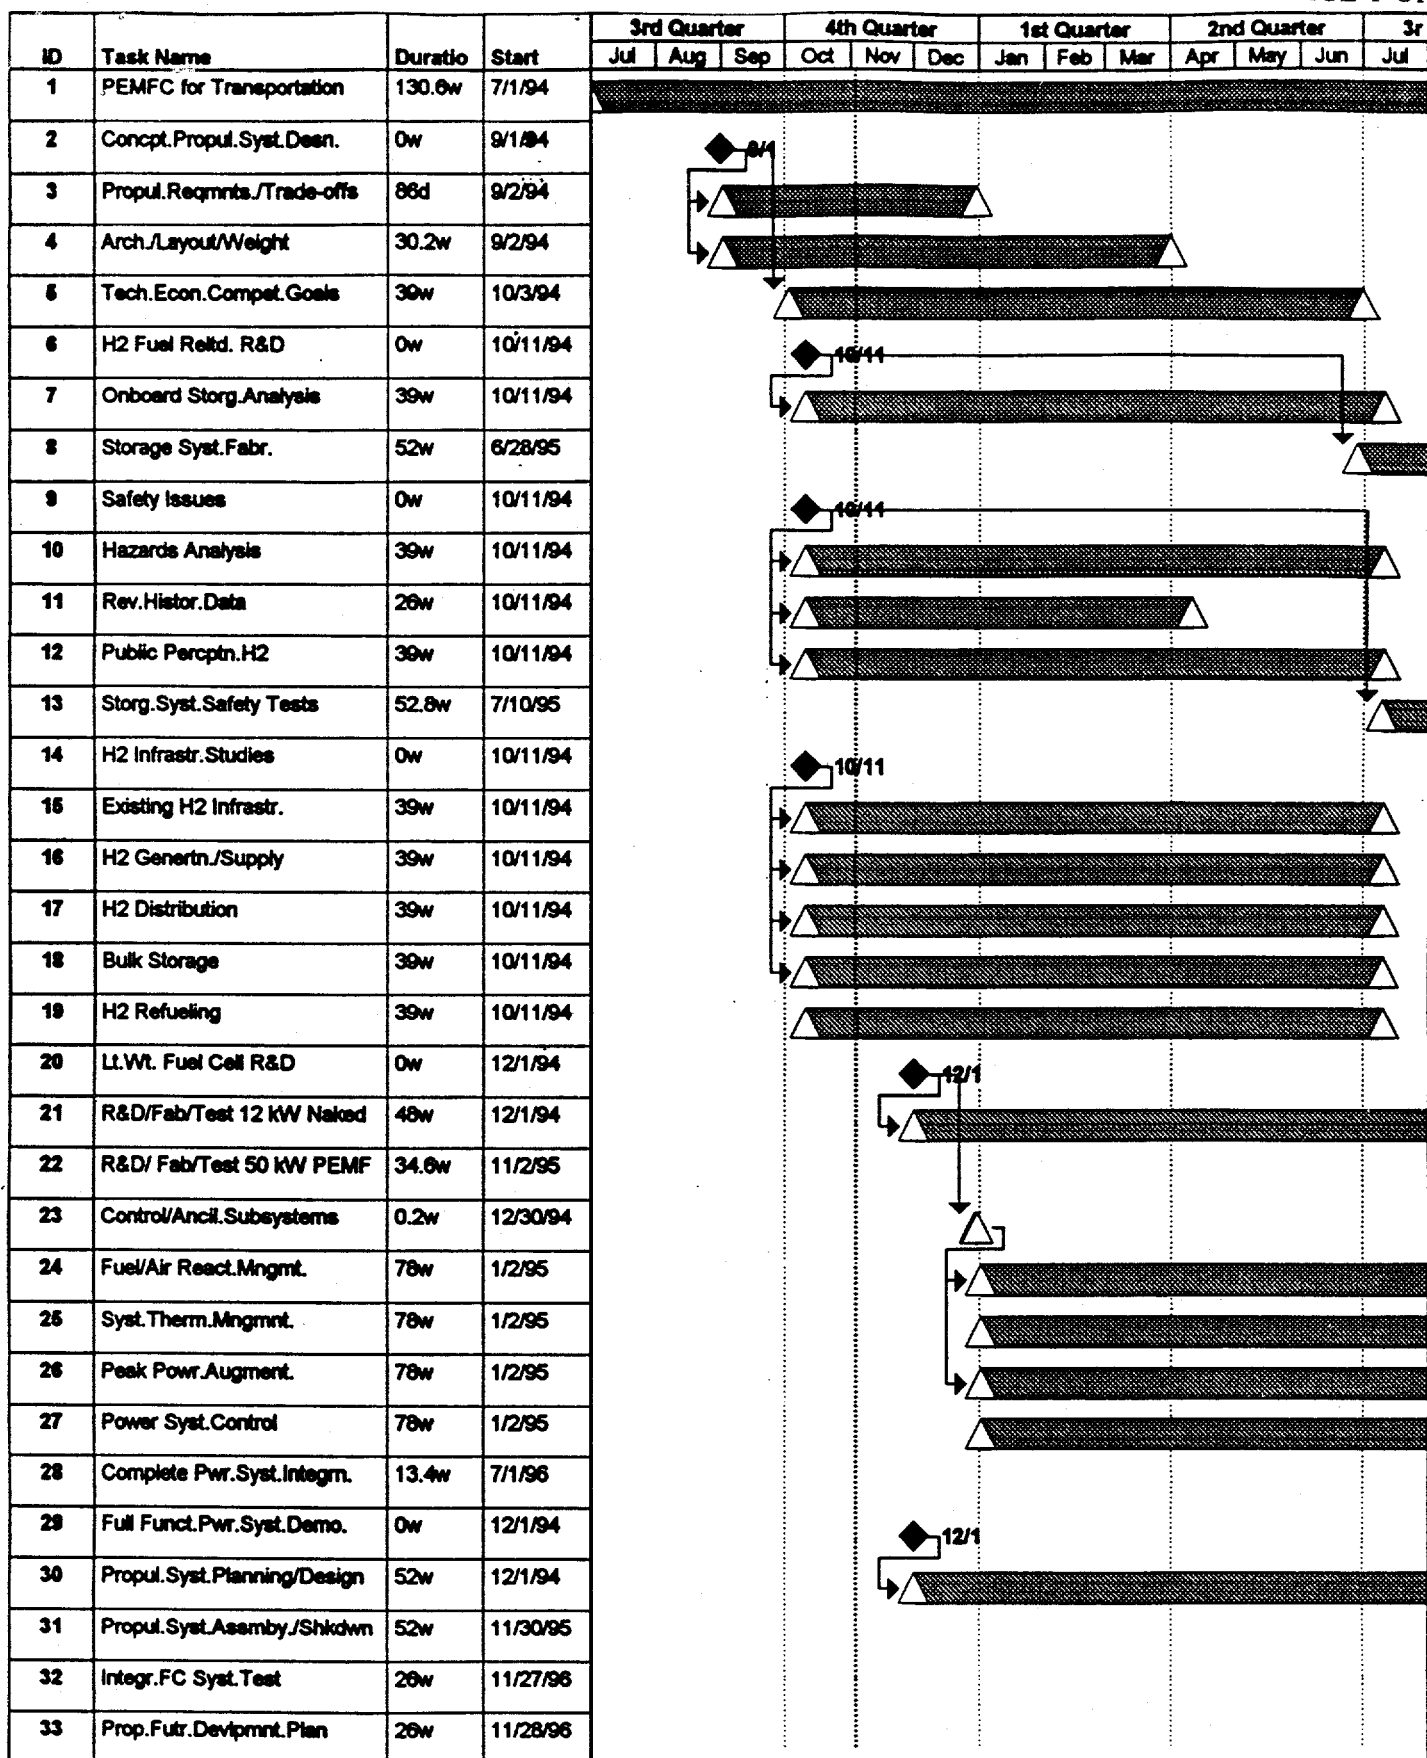 3rd Quarter 4th Quarter 1st Quarter 2nd Quarter 3r
ID Task Name Duratio Start Jul Aug Sep Oct Nov Dec Jan Feb Mar Apr May Jun Jul
1 PEMFC for Transportation 130.6w 7/1/94
2 Concpt.Propul.Syst.Desn. 0w 9/1/94 9/1
3 Propul.Reqmnts./Trade-offs 86d 9/2/94
4 Arch./Layout/Weight 30.2w 9/2/94
5 Tech.Econ.Compet.Goals 39w 10/3/94
6 H2 Fuel Reltd. R&D 0w 10/11/94 10/11
7 Onboard Storg.Analysis 39w 10/11/94
8 Storage Syst.Fabr. 52w 6/28/95
9 Safety Issues 0w 10/11/94 10/11
10 Hazards Analysis 39w 10/11/94
11 Rev.Histor.Data 26w 10/11/94
12 Public Percptn.H2 39w 10/11/94
13 Storg.Syst.Safety Tests 52.8w 7/10/95
14 H2 Infrastr.Studies 0w 10/11/94 10/11
15 Existing H2 Infrastr. 39w 10/11/94
16 H2 Genertn./Supply 39w 10/11/94
17 H2 Distribution 39w 10/11/94
18 Bulk Storage 39w 10/11/94
19 H2 Refueling 39w 10/11/94
20 Lt.Wt. Fuel Cell R&D 0w 12/1/94 12/1
21 R&D/Fab/Test 12 kW Naked 48w 12/1/94
22 R&D/ Fab/Test 50 kW PEMF 34.6w 11/2/95
23 Control/Ancil.Subsystems 0.2w 12/30/94
24 Fuel/Air React.Mngmt. 78w 1/2/95
25 Syst.Therm.Mngmnt. 78w 1/2/95
26 Peak Powr.Augment. 78w 1/2/95
27 Power Syst.Control 78w 1/2/95
28 Complete Pwr.Syst.Integrn. 13.4w 7/1/96
29 Full Funct.Pwr.Syst.Demo. 0w 12/1/94 12/1
30 Propul.Syst.Planning/Design 52w 12/1/94
31 Propul.Syst.Assmby./Shkdwn 52w 11/30/95
32 Integr.FC Syst.Test 26w 11/27/96
33 Prop.Futr.Devlpmnt.Plan 26w 11/28/96